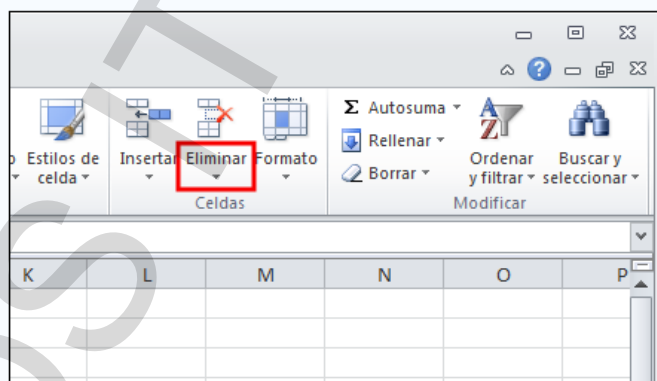 Σ Autosuma
Rellenar
Borrar
Estilos de
celda
Insertar
Eliminar
Formato
Ordenar
y filtrar
Buscar y
seleccionar
Celdas
Modificar
K L M N O P